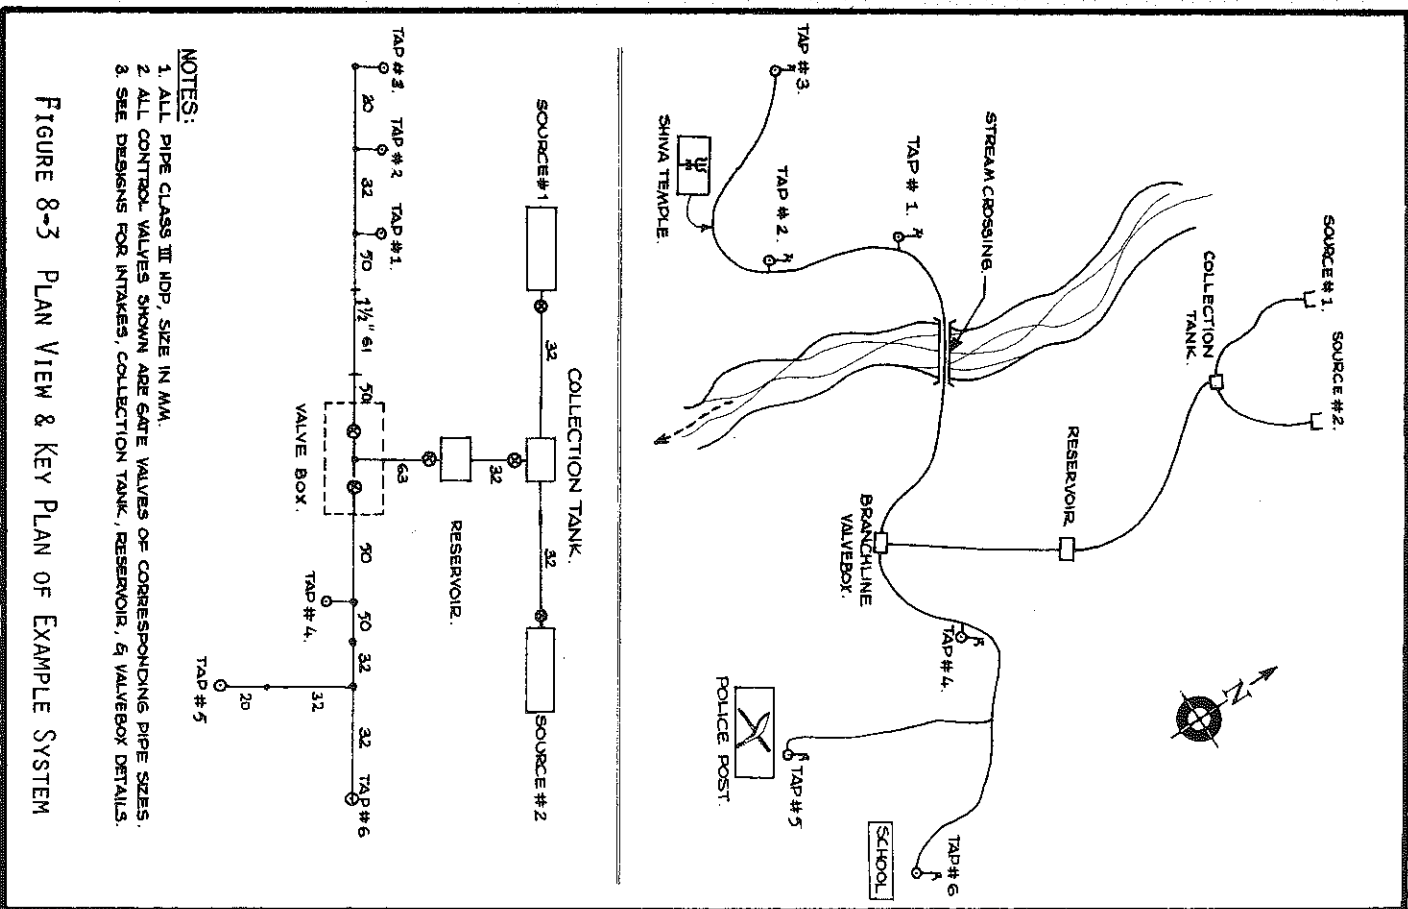 SOURCE #1.
SOURCE #2.
COLLECTION
TANK.
N
STREAM CROSSING.
RESERVOIR
TAP #3.
TAP # 1.
BRANCHLINE
VALVEBOX.
TAP #4.
TAP #6
SCHOOL
TAP #2.
TAP #5
SHIVA TEMPLE.
POLICE POST.
COLLECTION TANK.
SOURCE#1
32
32
SOURCE #2
32
RESERVOIR.
63
TAP #3.
TAP #2
TAP #1.
20
32
50
1½" GI
50
50
50
32
32
TAP #6
VALVE BOX.
TAP #4.
32
20
TAP #5
NOTES:
1. ALL PIPE CLASS III HDP, SIZE IN MM.
2. ALL CONTROL VALVES SHOWN ARE GATE VALVES OF CORRESPONDING PIPE SIZES.
3. SEE DESIGNS FOR INTAKES, COLLECTION TANK, RESERVOIR, & VALVEBOX DETAILS.
FIGURE 8-3 PLAN VIEW & KEY PLAN OF EXAMPLE SYSTEM